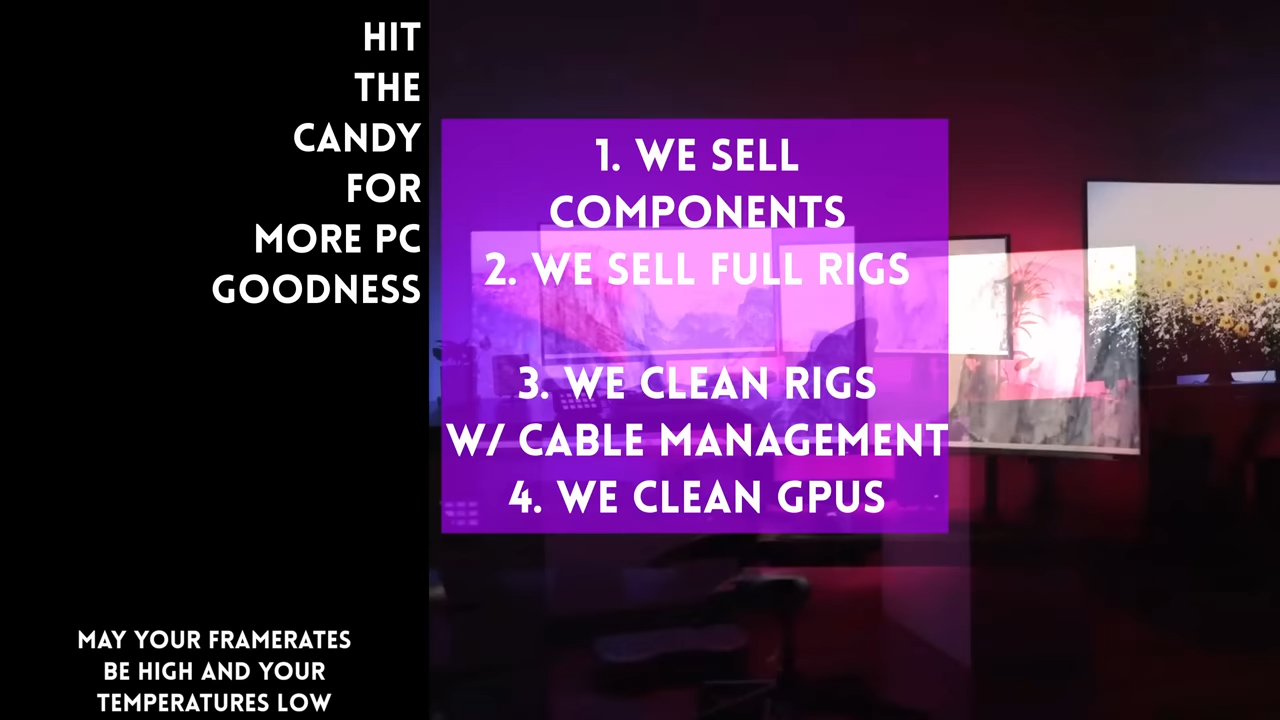 HIT
THE
CANDY
FOR
MORE PC
GOODNESS
1. WE SELL
COMPONENTS
2. WE SELL FULL RIGS
3. WE CLEAN RIGS
W/ CABLE MANAGEMENT
4. WE CLEAN GPUS
MAY YOUR FRAMERATES
BE HIGH AND YOUR
TEMPERATURES LOW